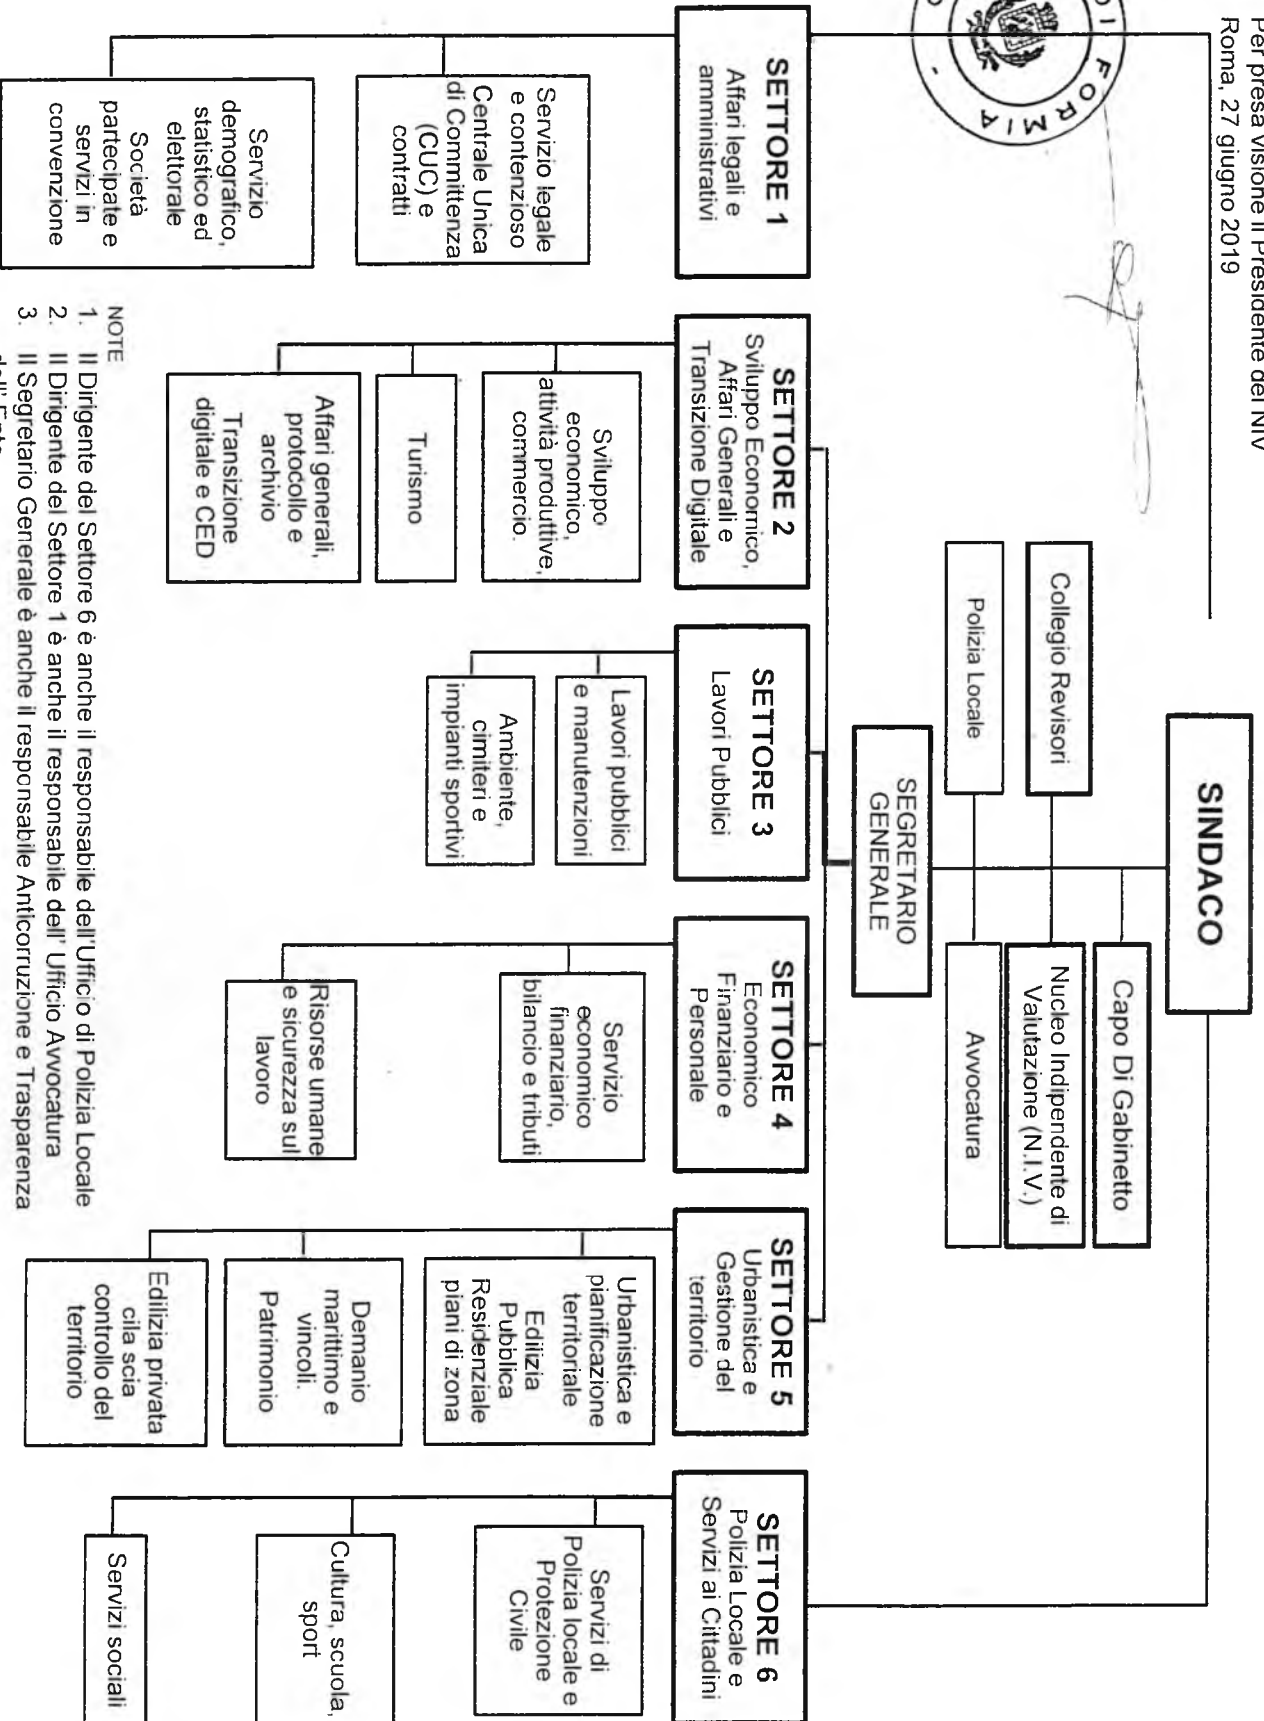 Per presa visione il Presidente del NIV
Roma, 27 giugno 2019
DI FORMIA
SINDACO
Capo Di Gabinetto
Collegio Revisori
Nucleo Indipendente di
Valutazione (N.I.V.)
Polizia Locale
Avvocatura
SEGRETARIO
GENERALE
SETTORE 1
Affari legali e
amministrativi
Servizio legale
e contenzioso
Centrale Unica
di Committenza
(CUC) e
contratti
Servizio
demografico,
statistico ed
elettorale
Società
partecipate e
servizi in
convenzione
SETTORE 2
Sviluppo Economico,
Affari Generali e
Transizione Digitale
Sviluppo
economico,
attività produttive,
commercio.
Turismo
Affari generali,
protocollo e
archivio
Transizione
digitale e CED
SETTORE 3
Lavori Pubblici
Lavori pubblici
e manutenzioni
Ambiente,
cimiteri e
impianti sportivi
SETTORE 4
Economico
Finanziario e
Personale
Servizio
economico
finanziario,
bilancio e tributi
Risorse umane
e sicurezza sul
lavoro
SETTORE 5
Urbanistica e
Gestione del
territorio
Urbanistica e
pianificazione
territoriale
Edilizia
Pubblica
Residenziale
piani di zona
Demanio
marittimo e
vincoli.
Patrimonio
Edilizia privata
cila scia
controllo del
territorio
SETTORE 6
Polizia Locale e
Servizi ai Cittadini
Servizi di
Polizia locale e
Protezione
Civile
Cultura, scuola,
sport
Servizi sociali
NOTE
1. Il Dirigente del Settore 6 è anche il responsabile dell'Ufficio di Polizia Locale
2. Il Dirigente del Settore 1 è anche il responsabile dell' Ufficio Avvocatura
3. Il Segretario Generale è anche il responsabile Anticorruzione e Trasparenza